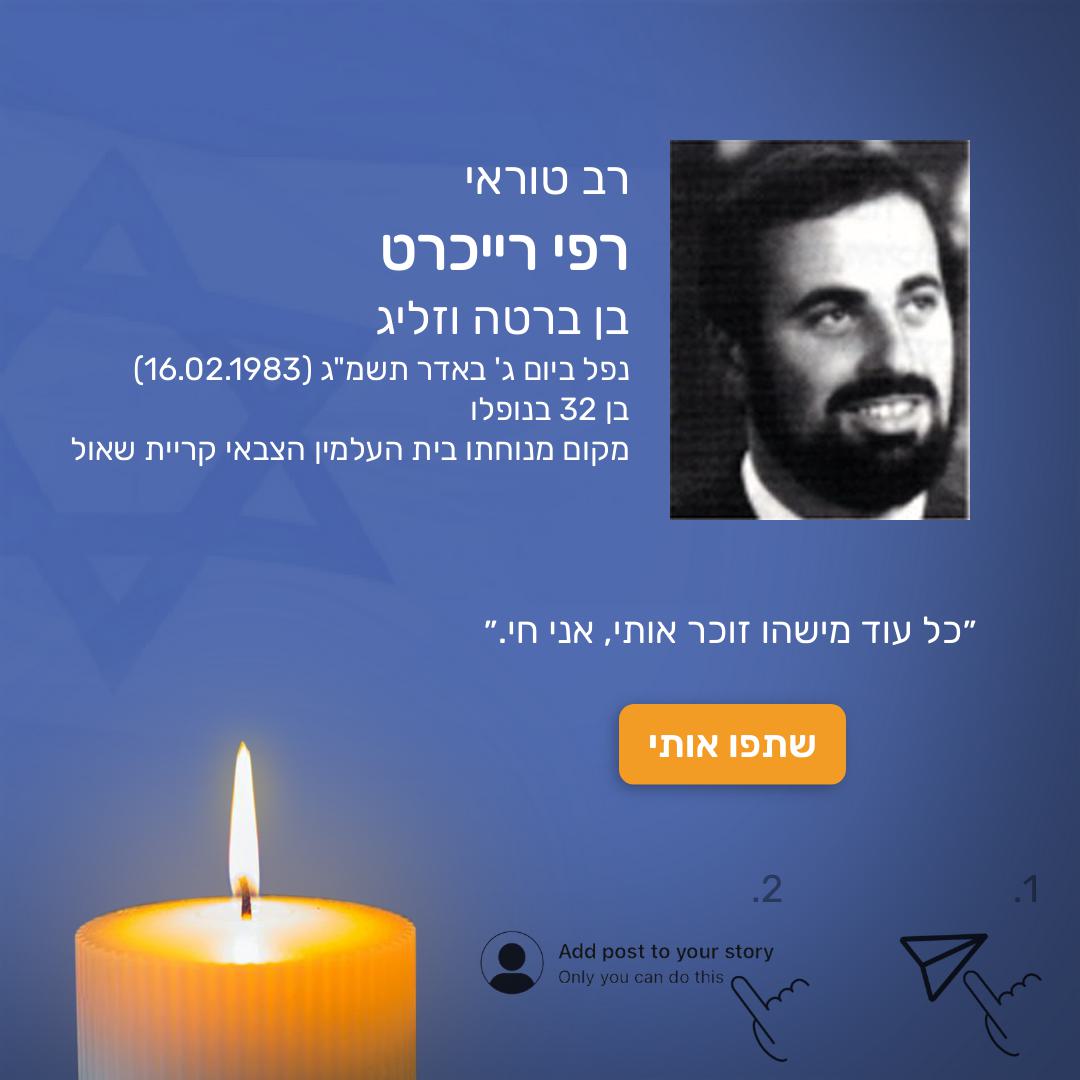 רב טוראי
רפי רייכרט
בן ברטה וזליג
נפל ביום ג' באדר תשמ"ג (16.02.1983)
בן 32 בנופלו
מקום מנוחתו בית העלמין הצבאי קריית שאול
״כל עוד מישהו זוכר אותי, אני חי.״
שתפו אותי
1.
2.
Add post to your story
Only you can do this